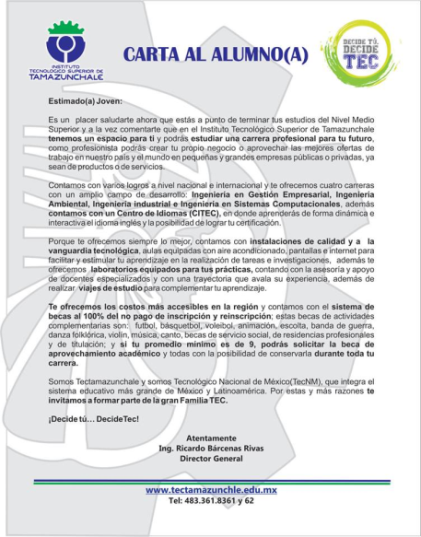 INSTITUTO
TECNOLÓGICO SUPERIOR DE
TAMAZUNCHALE
CARTA AL ALUMNO(A)
DECIDE TÚ,
DECIDE
TEC
Estimado(a) Joven:
Es un placer saludarte ahora que estás a punto de terminar tus estudios del Nivel Medio
Superior y a la vez comentarte que en el Instituto Tecnológico Superior de Tamazunchale
tenemos un espacio para ti y podrás estudiar una carrera profesional para tu futuro,
como profesionista podrás crear tu propio negocio o aprovechar las mejores ofertas de
trabajo en nuestro país y el mundo en pequeñas y grandes empresas públicas o privadas, ya
sean de productos o de servicios.
Contamos con varios logros a nivel nacional e internacional y te ofrecemos cuatro carreras
con un amplio campo de desarrollo: Ingeniería en Gestión Empresarial, Ingeniería
Ambiental, Ingeniería industrial e Ingeniería en Sistemas Computacionales, además
contamos con un Centro de Idiomas (CITEC), en donde aprenderás de forma dinámica e
interactiva el idioma inglés y la posibilidad de lograr tu certificación.
Porque te ofrecemos siempre lo mejor, contamos con instalaciones de calidad y a la
vanguardia tecnológica, aulas equipadas con aire acondicionado, pantallas e internet para
facilitar y estimular tu aprendizaje en la realización de tareas e investigaciones, además te
ofrecemos laboratorios equipados para tus prácticas, contando con la asesoría y apoyo
de docentes especializados y con una trayectoria que avala su experiencia, además de
realizar viajes de estudio para complementar tu aprendizaje.
Te ofrecemos los costos más accesibles en la región y contamos con el sistema de
becas al 100% del no pago de inscripción y reinscripción; estas becas de actividades
complementarias son: futbol, básquetbol, voleibol, animación, escolta, banda de guerra,
danza folklórica, violín, música, canto, becas de servicio social, de residencias profesionales
y de titulación; y si tu promedio mínimo es de 9, podrás solicitar la beca de
aprovechamiento académico y todas con la posibilidad de conservarla durante toda tu
carrera.
Somos Tectamazunchale y somos Tecnológico Nacional de México(TecNM), que integra el
sistema educativo más grande de México y Latinoamérica. Por estas y más razones te
invitamos a formar parte de la gran Familia TEC.
¡Decide tú… DecideTec!
Atentamente
Ing. Ricardo Bárcenas Rivas
Director General
www.tectamazunchle.edu.mx
Tel: 483.361.8361 y 62